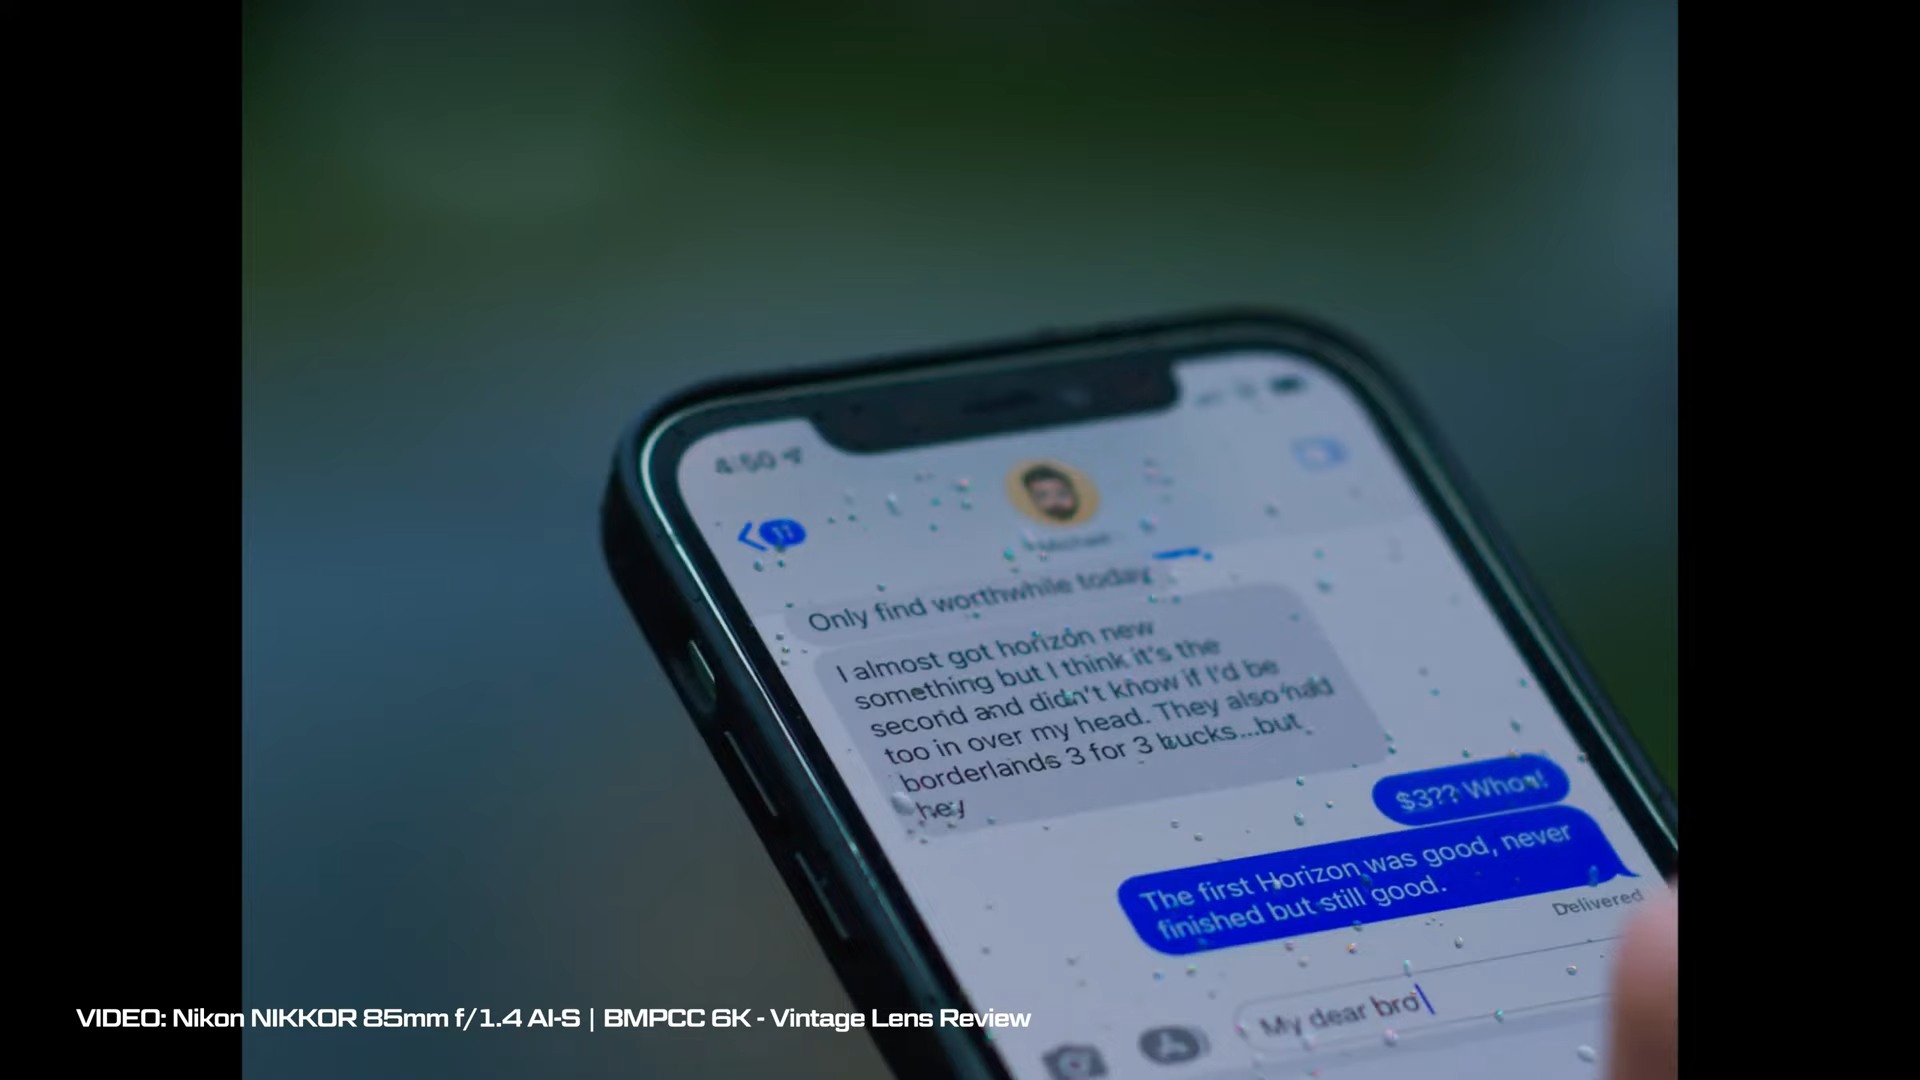 4:50
11
Only find worthwhile today
I almost got horizon new
something but I think it's the
second and didn't know if I'd be
too in over my head. They also had
borderlands 3 for 3 bucks...but
hey
$3?? Whoa!
The first Horizon was good, never
finished but still good.
Delivered
My dear bro
VIDEO: Nikon NIKKOR 85mm f/1.4 AI-S | BMPCC 6K - Vintage Lens Review